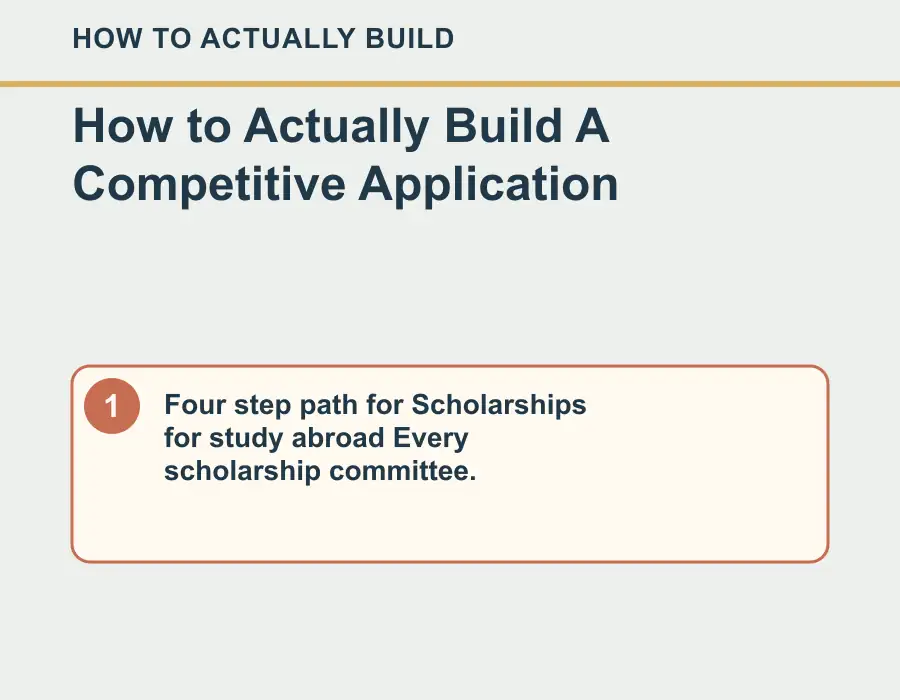 HOW TO ACTUALLY BUILD
How to Actually Build A
Competitive Application
1
Four step path for Scholarships
for study abroad Every
scholarship committee.